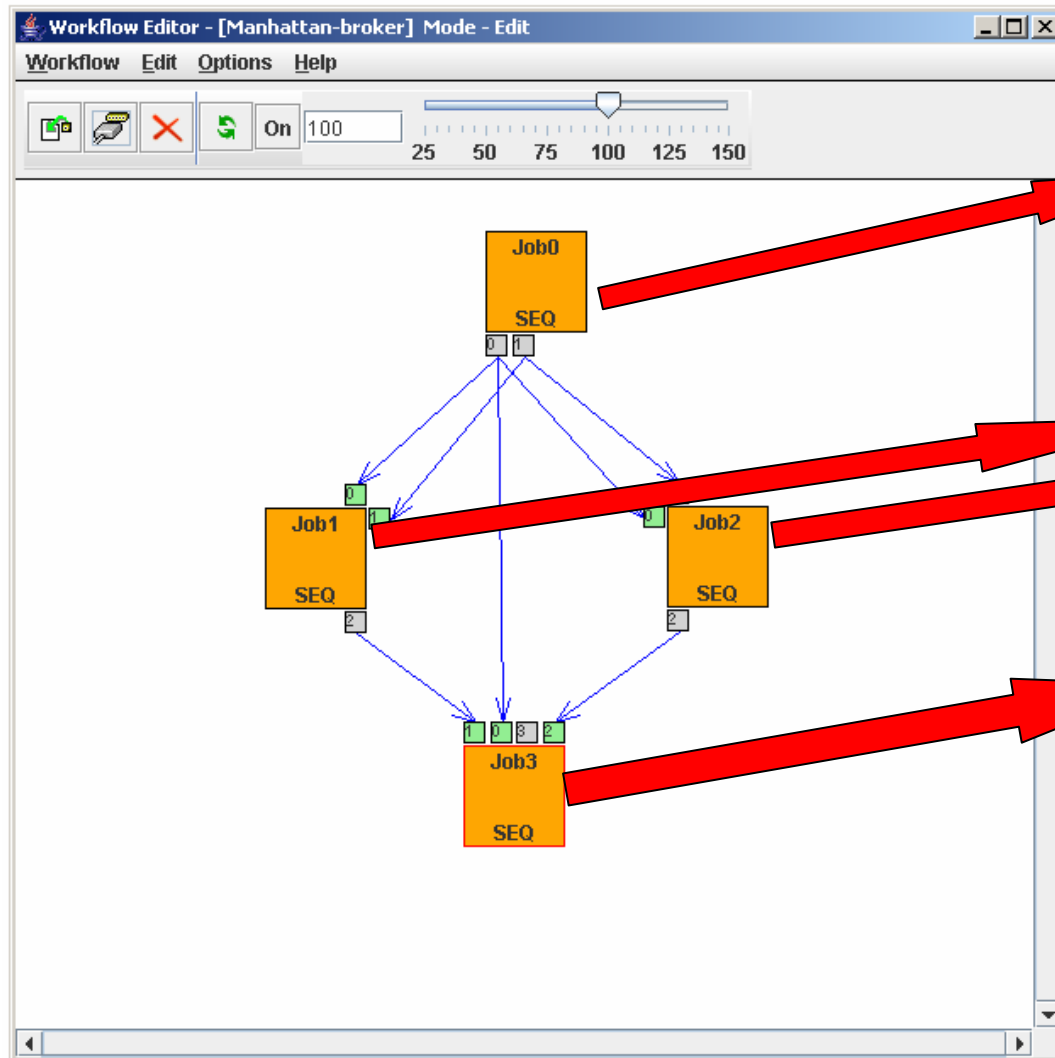 Workflow Editor - [Manhattan-broker] Mode - Edit
Workflow Edit Options Help
On 100
25 50 75 100 125 150
Job0
SEQ
0 1
0
1 0
Job1 Job2
SEQ SEQ
2 2
1 0 3 2
Job3
SEQ